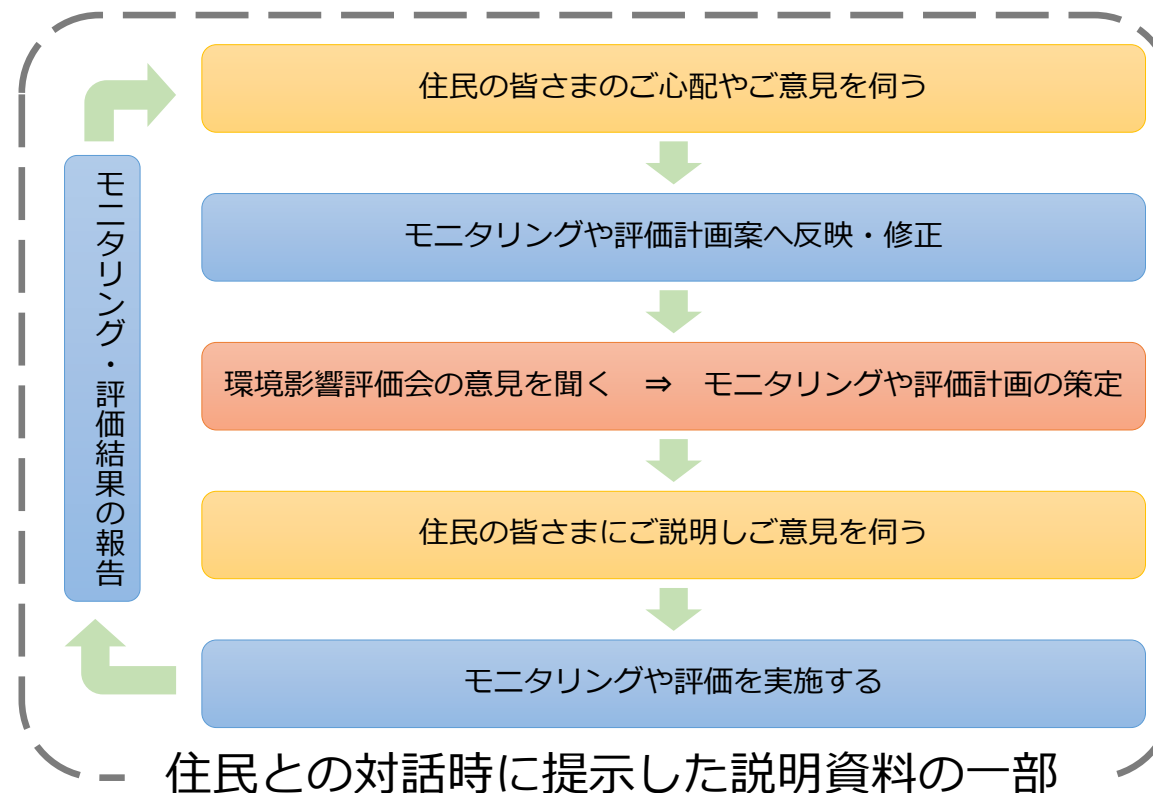 住民の皆さまのご心配やご意見を伺う
モニタリングや評価計画案へ反映・修正
環境影響評価会の意見を聞く　⇒　モニタリングや評価計画の策定
住民の皆さまにご説明しご意見を伺う
モニタリングや評価を実施する
モニタリング・評価結果の報告
住民との対話時に提示した説明資料の一部